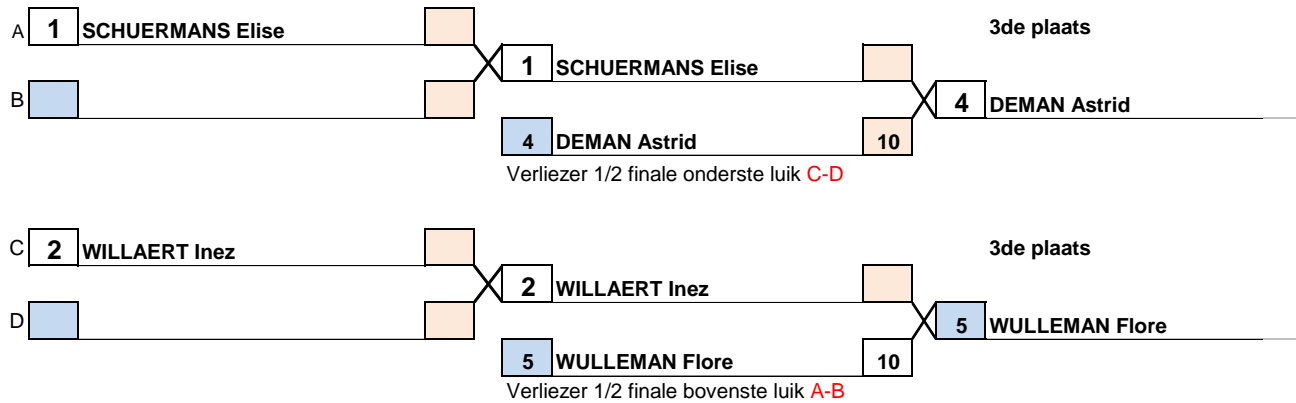 A 1 SCHUERMANS Elise 3de plaats
1 SCHUERMANS Elise
B 4 DEMAN Astrid
4 DEMAN Astrid 10
Verliezer 1/2 finale onderste luik C-D
C 2 WILLAERT Inez 3de plaats
2 WILLAERT Inez
D 5 WULLEMAN Flore
5 WULLEMAN Flore 10
Verliezer 1/2 finale bovenste luik A-B